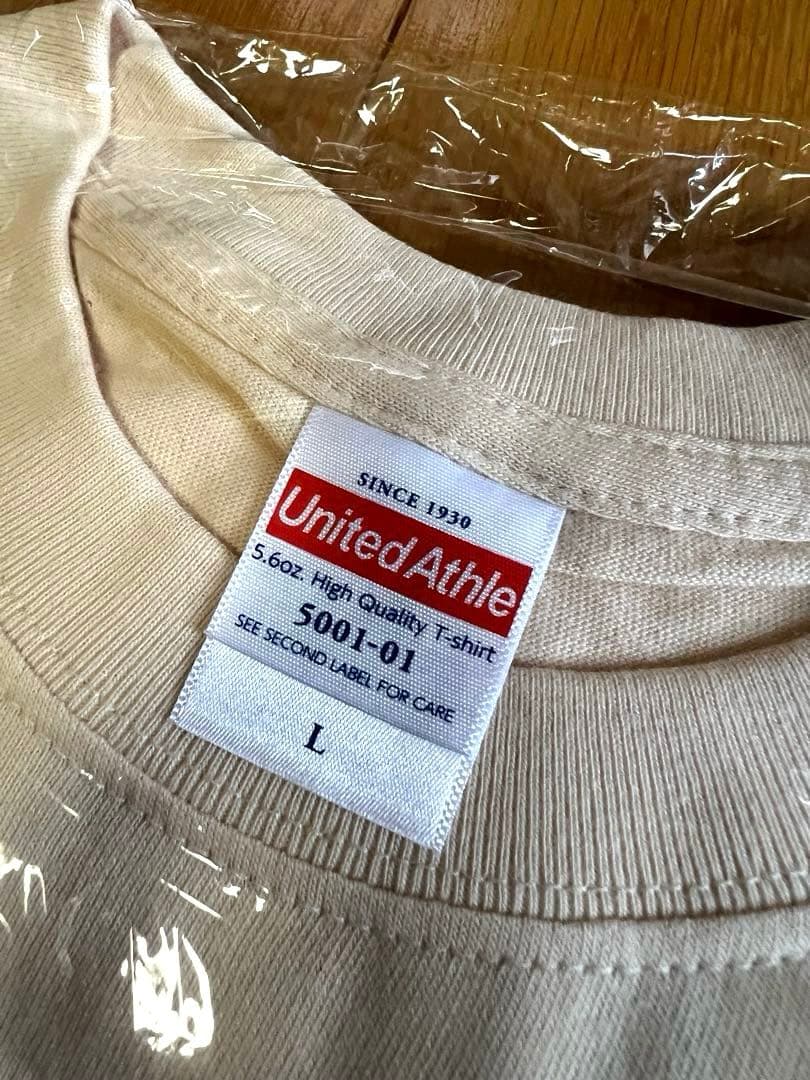 SINCE 1930
United Athle
5.6oz. High Quality T-shirt
5001-01
SEE SECOND LABEL FOR CARE
L